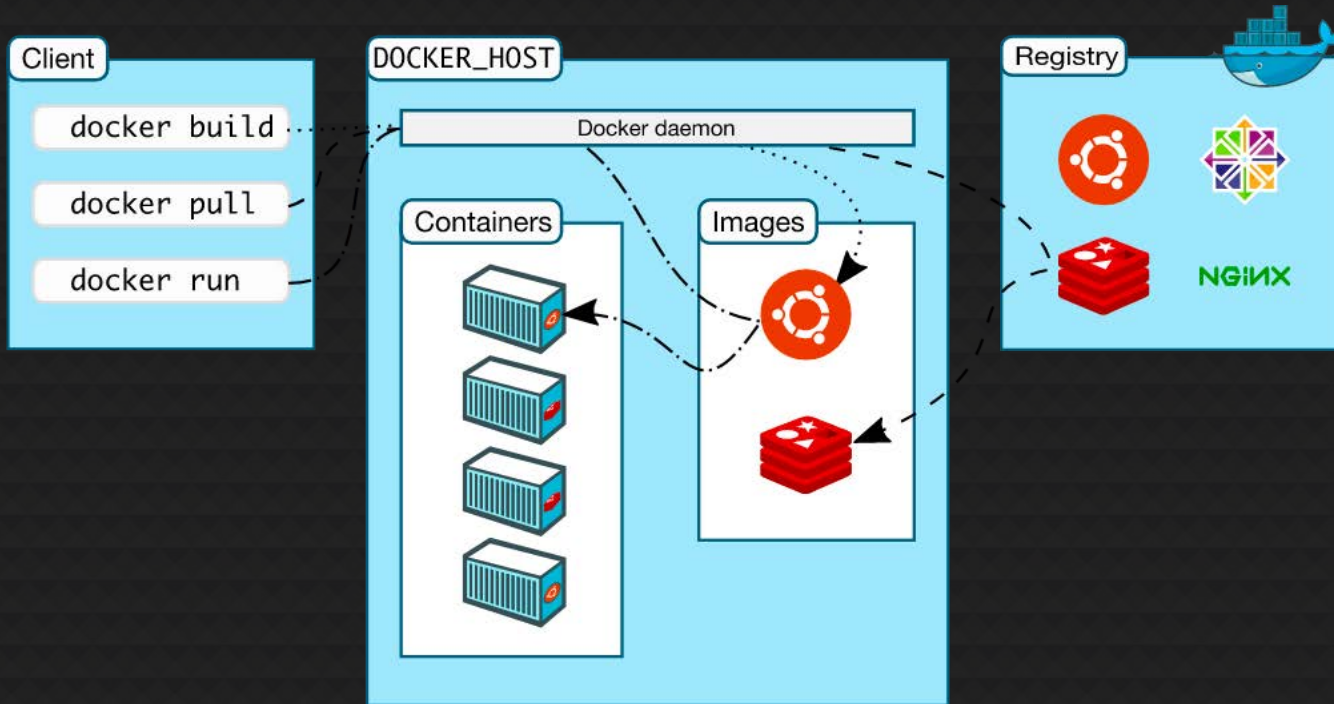 Client
docker build
docker pull
docker run
DOCKER_HOST
Docker daemon
Containers
Images
Registry
NGiNX